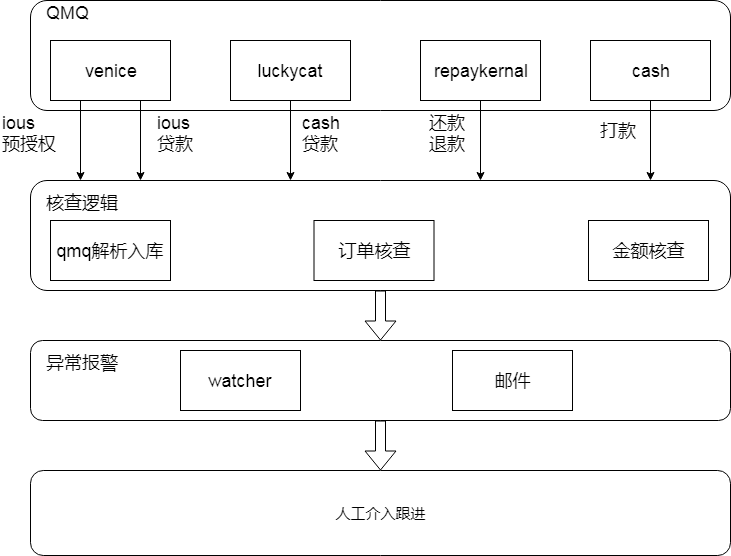 QMQ
venice
luckycat
repaykernal
cash
ious
预授权
ious
贷款
cash
贷款
还款
退款
打款
核查逻辑
qmq解析入库
订单核查
金额核查
异常报警
watcher
邮件
人工介入跟进